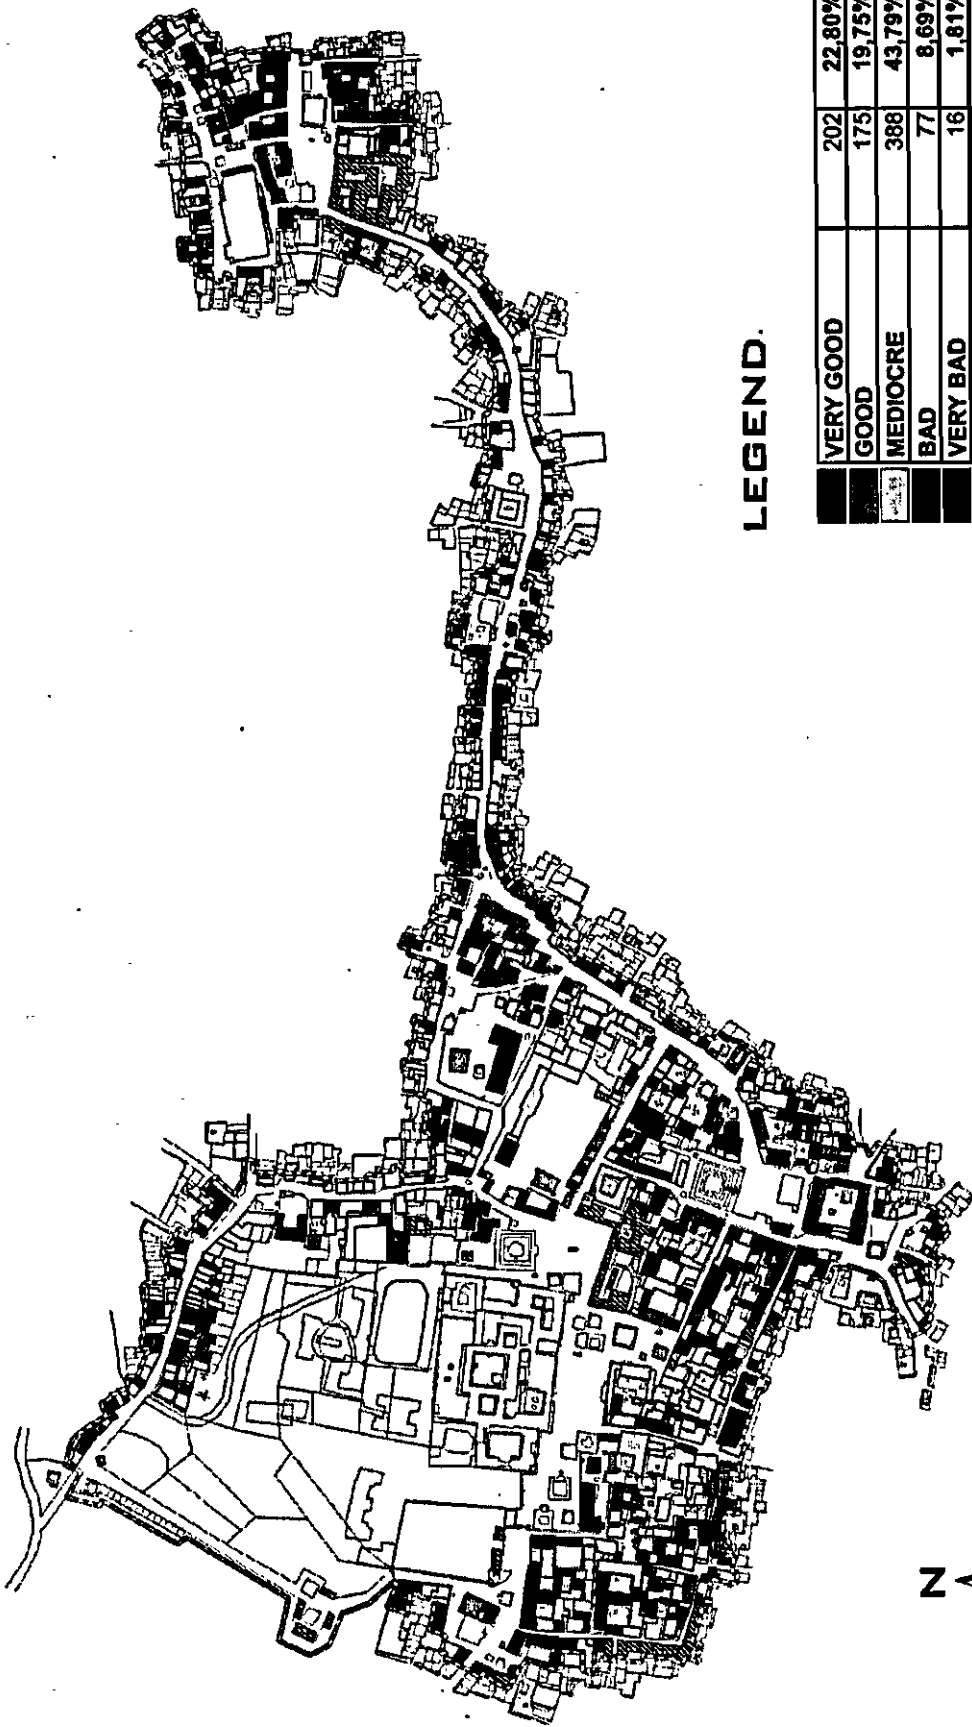 LEGEND.
VERY GOOD 202 22,80%
GOOD 175 19,75%
MEDIOCRE 388 43,79%
BAD 77 8,69%
VERY BAD 16 1,81%
N